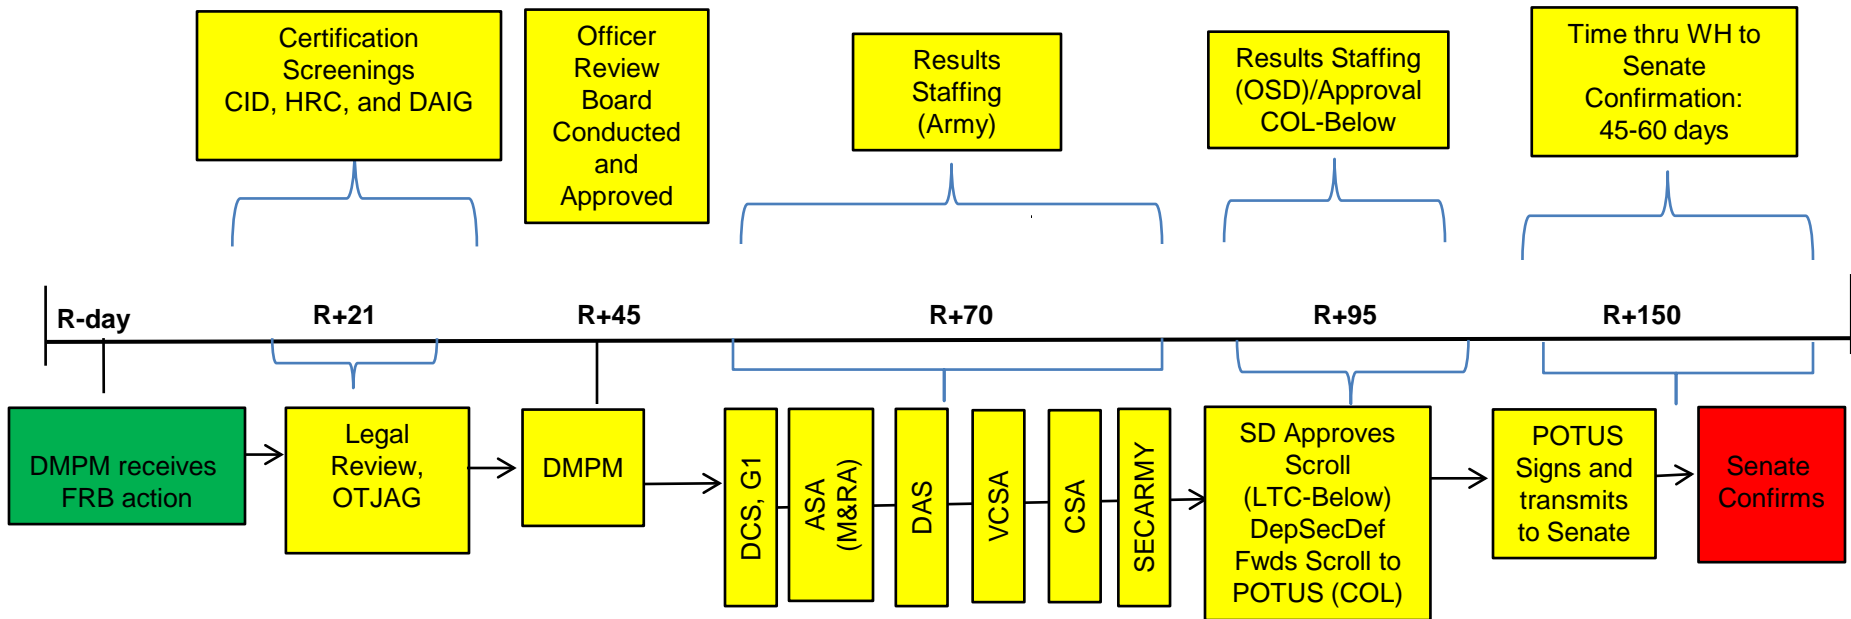 Certification
Screenings
CID, HRC, and DAIG
Officer
Review
Board
Conducted
and
Approved
Results
Staffing
(Army)
Results Staffing
(OSD)/Approval
COL-Below
Time thru WH to
Senate
Confirmation:
45-60 days
R-day
R+21
R+45
R+70
R+95
R+150
DMPM receives
FRB action
Legal
Review,
OTJAG
DMPM
DCS, G1
ASA
(M&RA)
DAS
VCSA
CSA
SECARMY
SD Approves
Scroll
(LTC-Below)
DepSecDef
Fwds Scroll to
POTUS (COL)
POTUS
Signs and
transmits
to Senate
Senate
Confirms